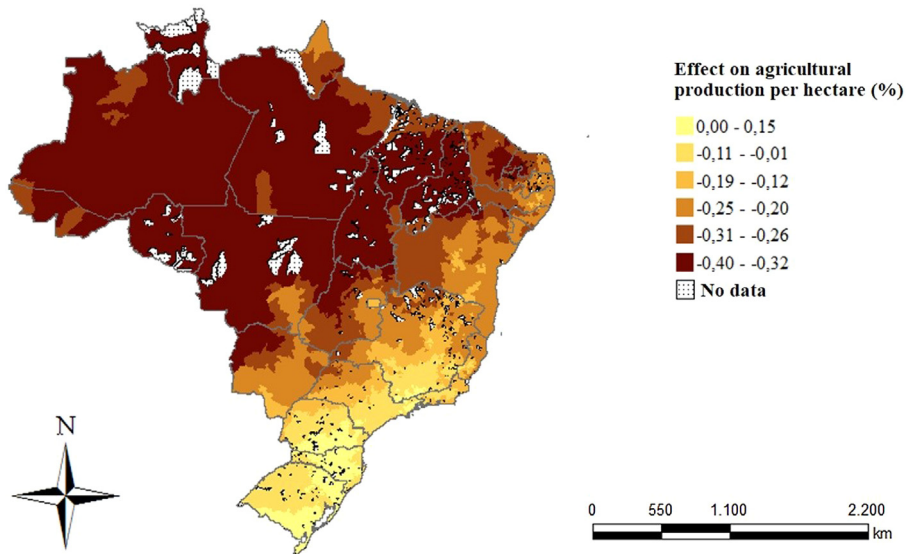 Effect on agricultural
production per hectare (%)
0,00 - 0,15
-0,11 - -0,01
-0,19 - -0,12
-0,25 - -0,20
-0,31 - -0,26
-0,40 - -0,32
No data
N
0 550 1.100 2.200
km